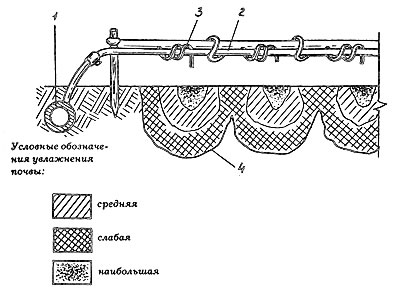 1
3
2
4
Условные обозначе-
ния увлажнения
почвы:
средняя
слабая
наибольшая